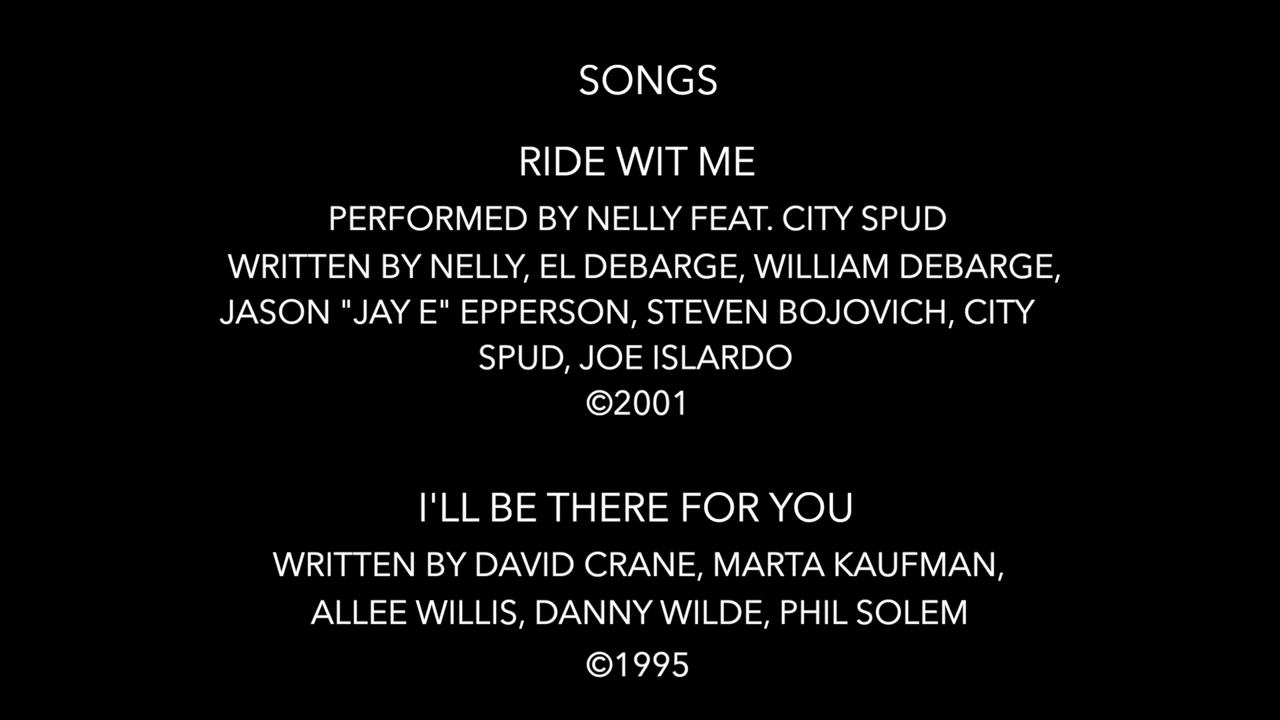 SONGS
RIDE WIT ME
PERFORMED BY NELLY FEAT. CITY SPUD
WRITTEN BY NELLY, EL DEBARGE, WILLIAM DEBARGE,
JASON "JAY E" EPPERSON, STEVEN BOJOVICH, CITY
SPUD, JOE ISLARDO
©2001
I'LL BE THERE FOR YOU
WRITTEN BY DAVID CRANE, MARTA KAUFMAN,
ALLEE WILLIS, DANNY WILDE, PHIL SOLEM
©1995